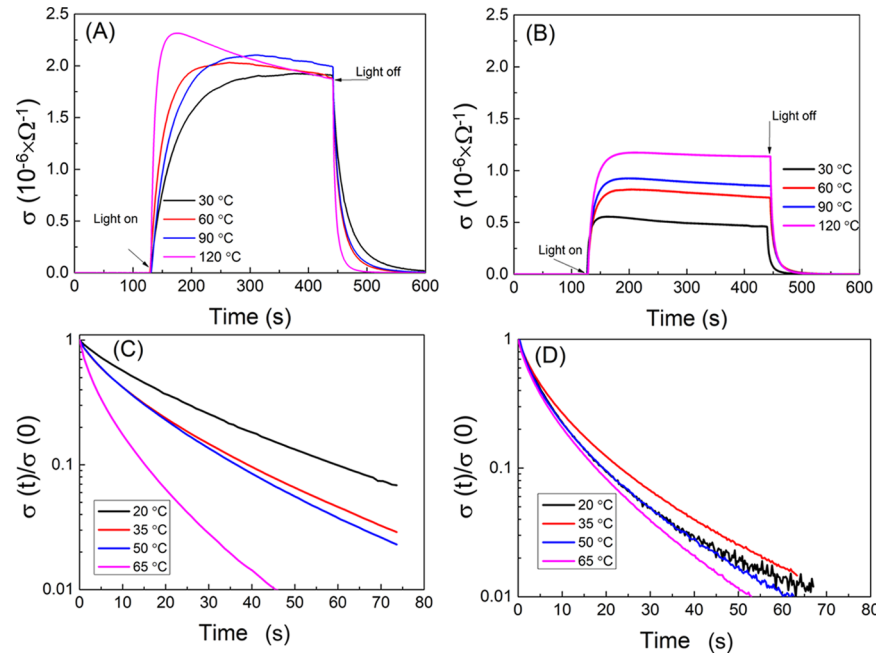 (A)
σ (10⁻⁶×Ω⁻¹)
2.5
2.0
1.5
1.0
0.5
0.0
Light off
Light on
30 °C
60 °C
90 °C
120 °C
0 100 200 300 400 500 600
Time (s)
(B)
σ (10⁻⁶×Ω⁻¹)
2.5
2.0
1.5
1.0
0.5
0.0
Light off
30 °C
60 °C
90 °C
120 °C
Light on
0 100 200 300 400 500 600
Time (s)
(C)
σ (t)/σ (0)
1
0.1
0.01
20 °C
35 °C
50 °C
65 °C
0 10 20 30 40 50 60 70 80
Time (s)
(D)
σ (t)/σ (0)
1
0.1
0.01
20 °C
35 °C
50 °C
65 °C
0 10 20 30 40 50 60 70 80
Time (s)